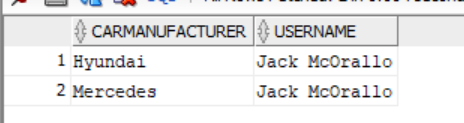 CARMANUFACTURER USERNAME
1 Hyundai Jack McOrallo
2 Mercedes Jack McOrallo